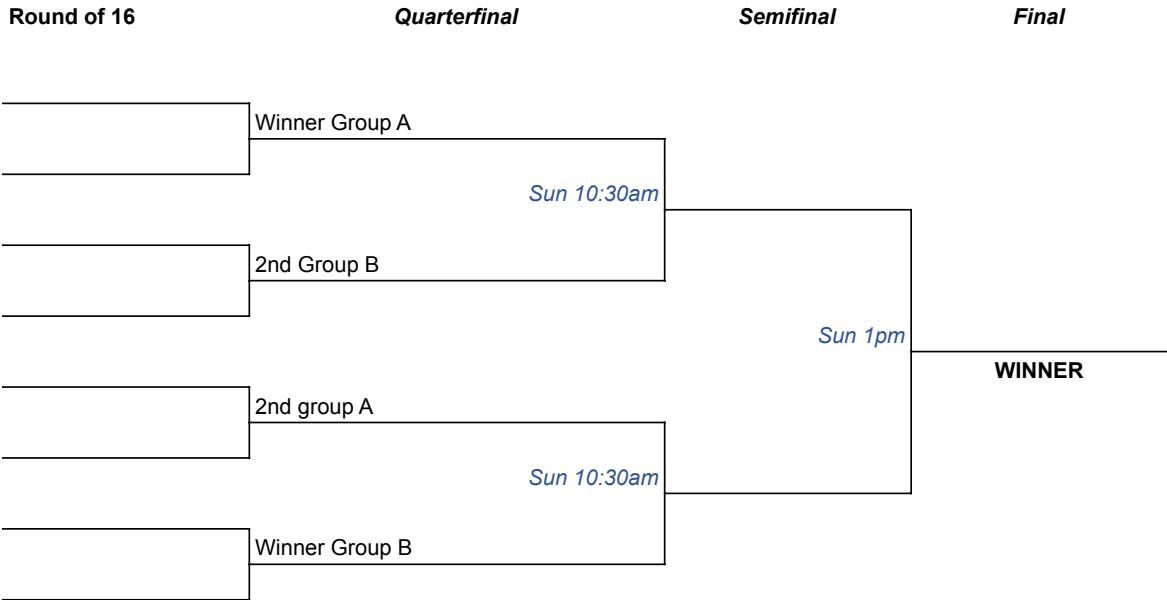 Round of 16 Quarterfinal Semifinal Final
Winner Group A
Sun 10:30am
2nd Group B
Sun 1pm
WINNER
2nd group A
Sun 10:30am
Winner Group B